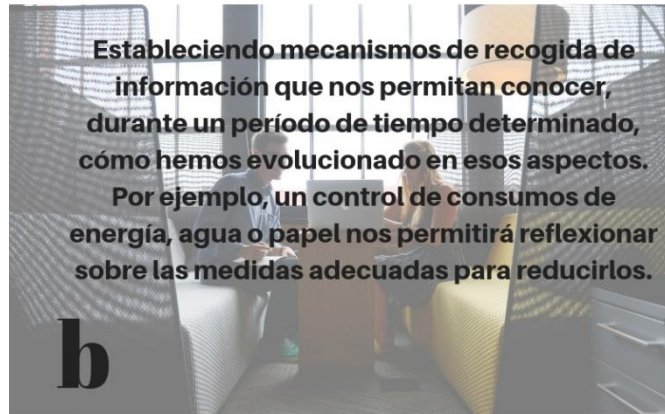 Estableciendo mecanismos de recogida de
información que nos permitan conocer,
durante un período de tiempo determinado,
cómo hemos evolucionado en esos aspectos.
Por ejemplo, un control de consumos de
energía, agua o papel nos permitirá reflexionar
sobre las medidas adecuadas para reducirlos.
b